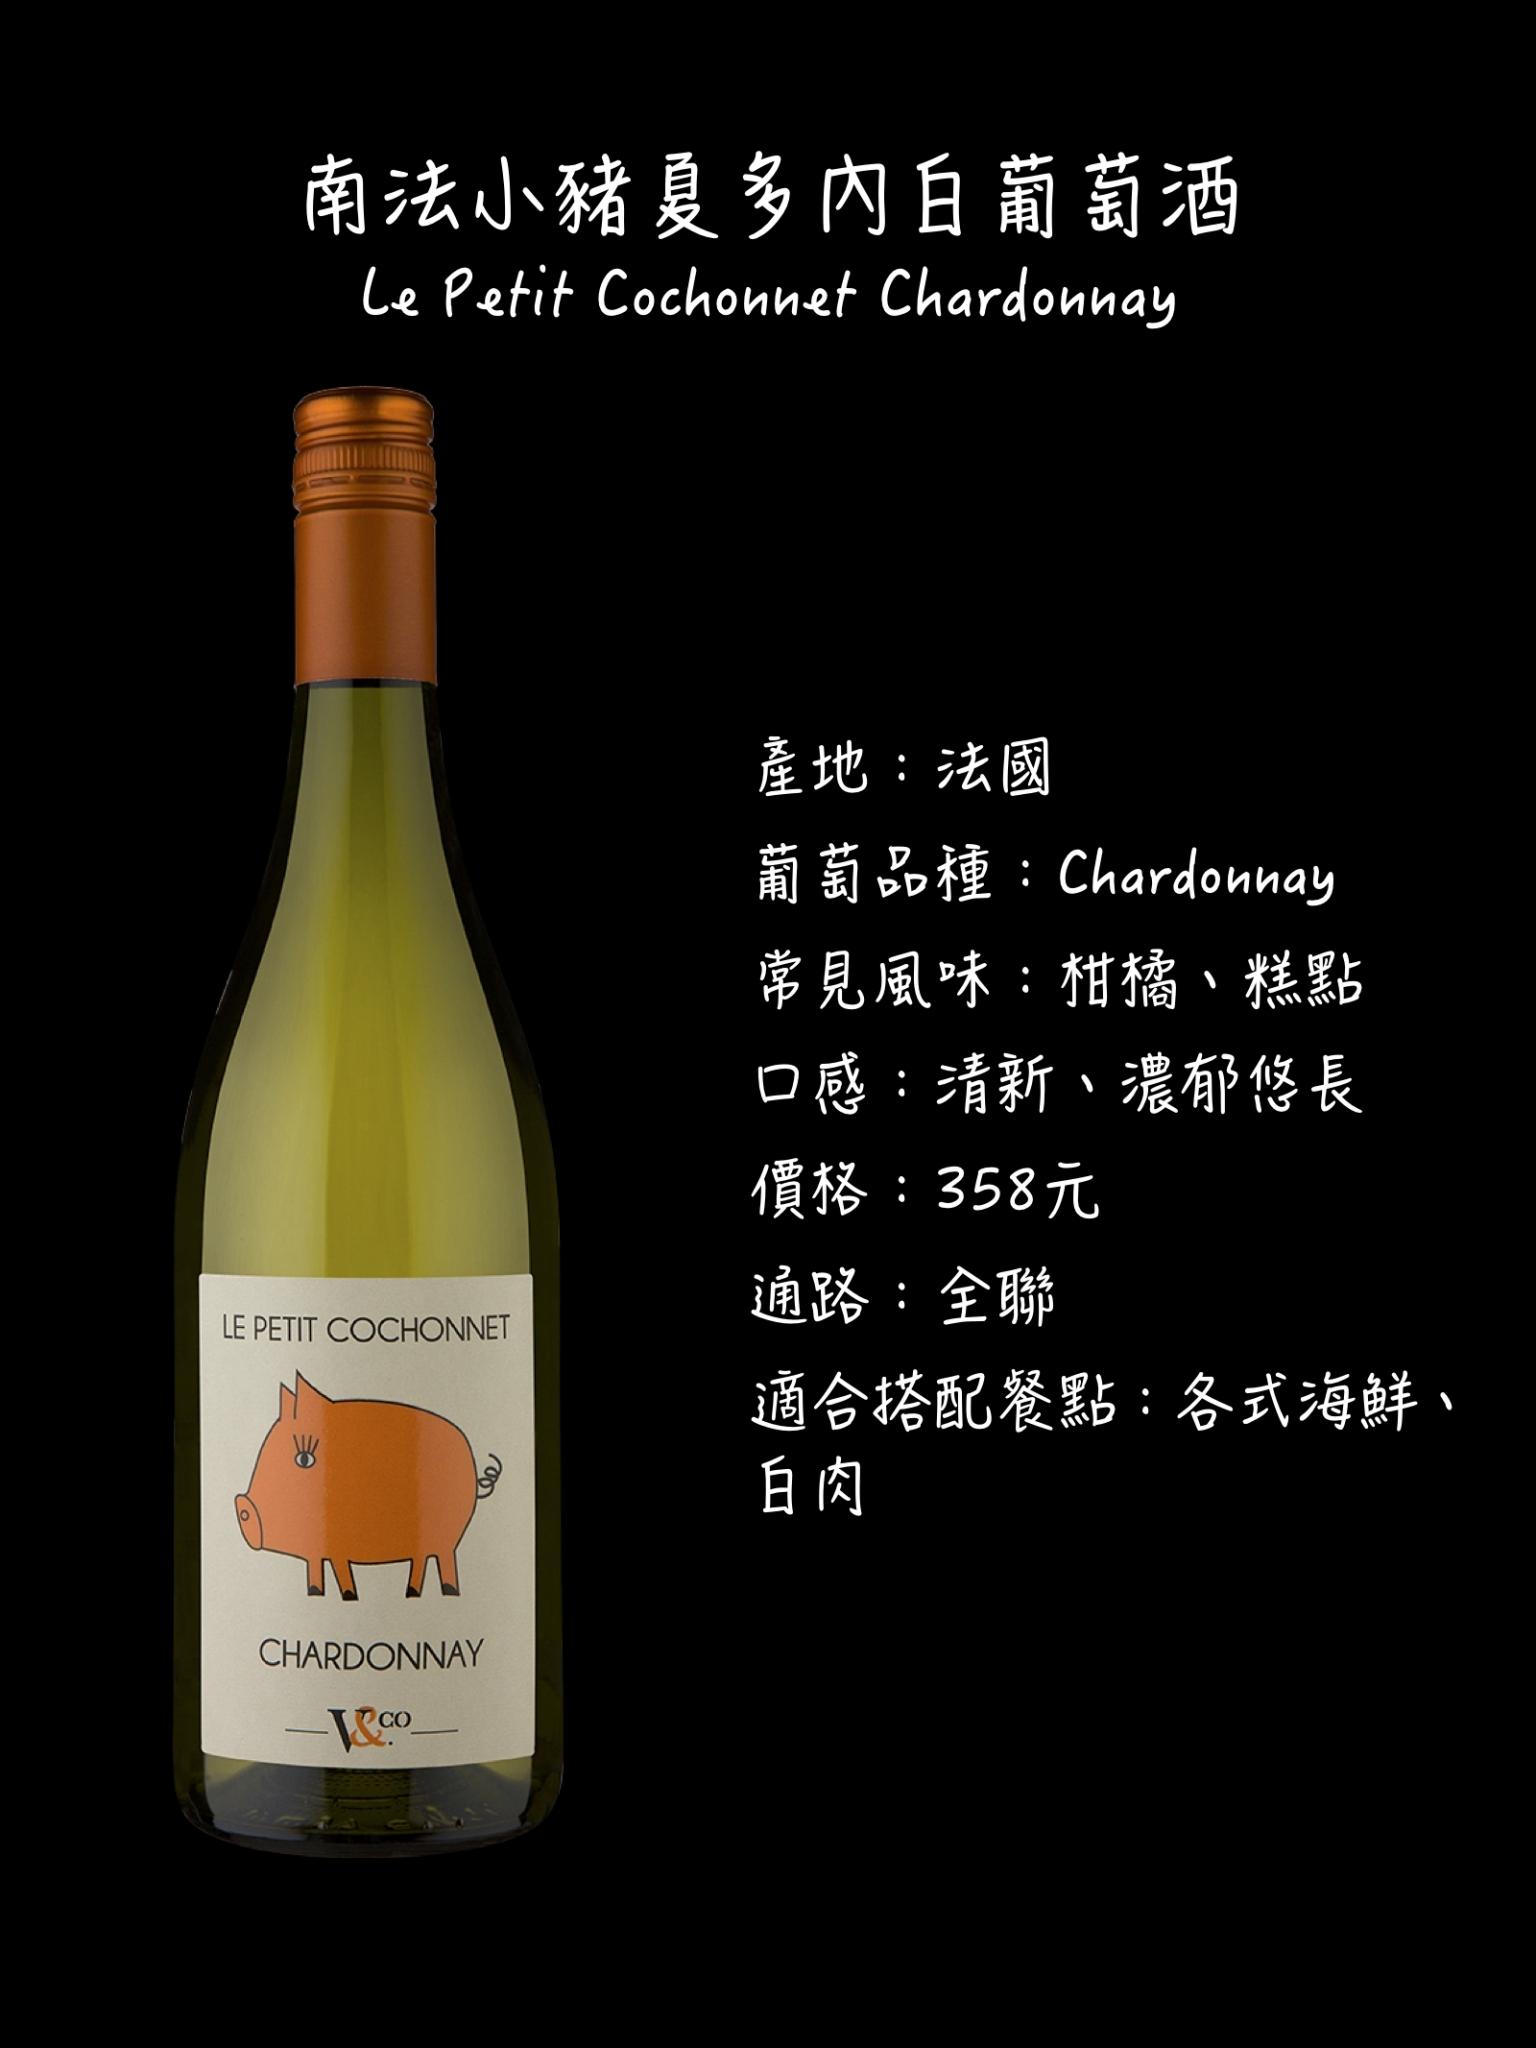 南法小豬夏多內白葡萄酒
Le Petit Cochonnet Chardonnay
產地：法國
葡萄品種：Chardonnay
常見風味：柑橘、糕點
口感：清新、濃郁悠長
價格：358元
通路：全聯
適合搭配餐點：各式海鮮、
白肉
LE PETIT COCHONNET
CHARDONNAY
V&CO.